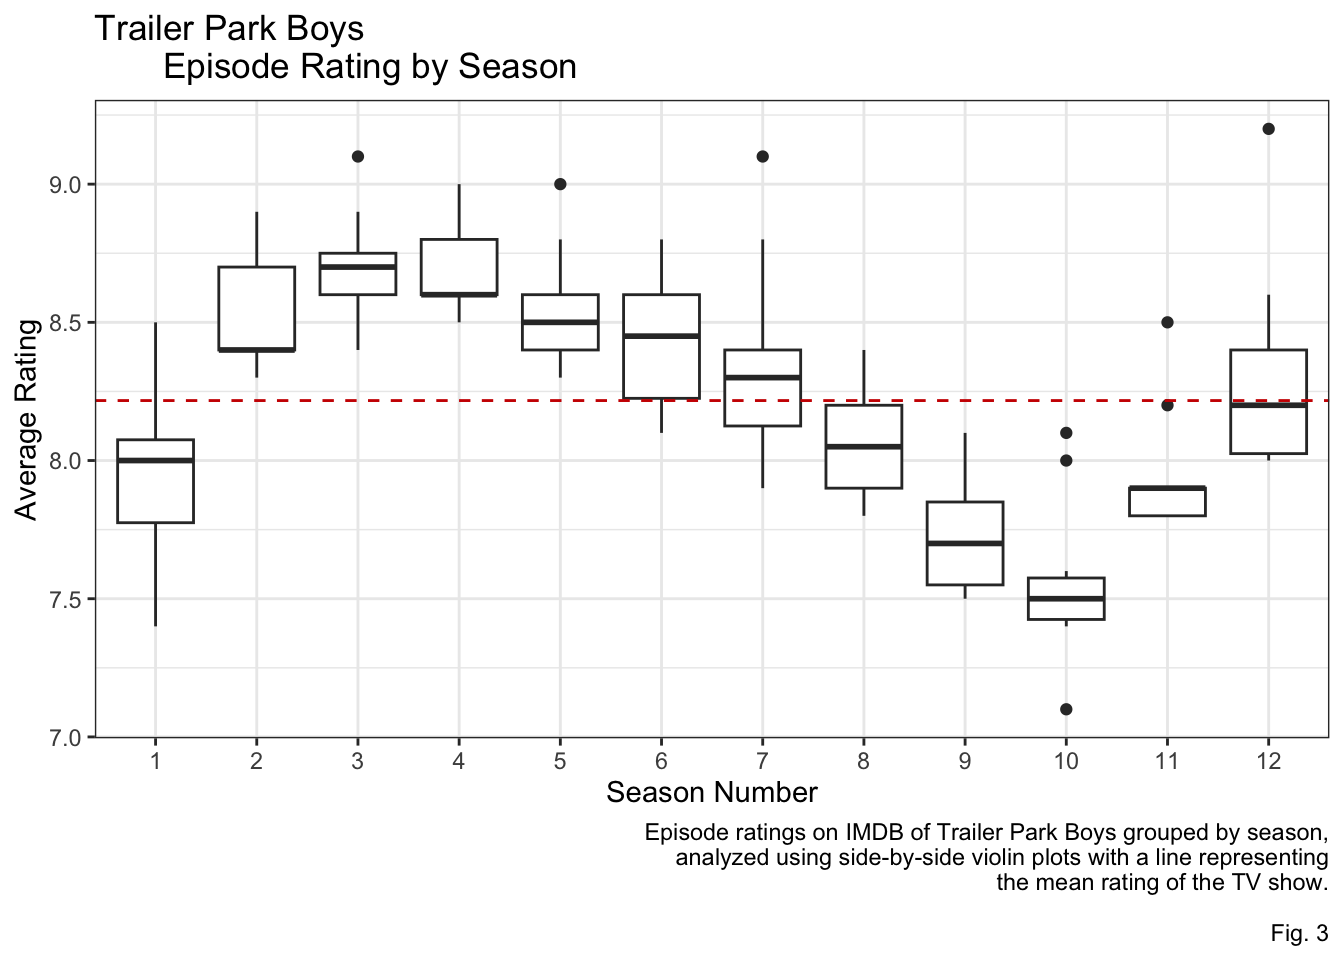 Trailer Park Boys
Episode Rating by Season
Average Rating
9.0
8.5
8.0
7.5
7.0
1 2 3 4 5 6 7 8 9 10 11 12
Season Number
Episode ratings on IMDB of Trailer Park Boys grouped by season,
analyzed using side-by-side violin plots with a line representing
the mean rating of the TV show.
Fig. 3